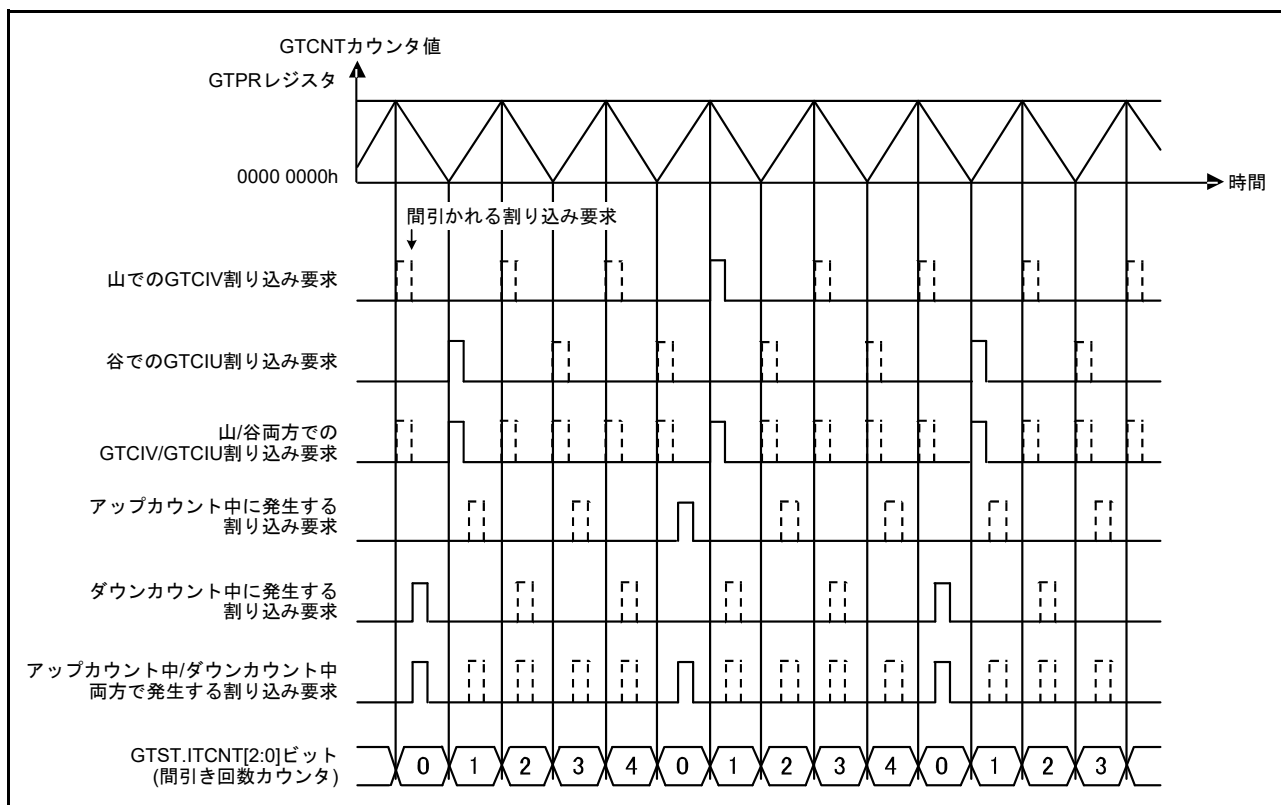 GTCNTカウンタ値
GTPRレジスタ
0000 0000h
時間
間引かれる割り込み要求
山でのGTCIV割り込み要求
谷でのGTCIU割り込み要求
山/谷両方での
GTCIV/GTCIU割り込み要求
アップカウント中に発生する
割り込み要求
ダウンカウント中に発生する
割り込み要求
アップカウント中/ダウンカウント中
両方で発生する割り込み要求
GTST.ITCNT[2:0]ビット
(間引き回数カウンタ)
0 1 2 3 4 0 1 2 3 4 0 1 2 3